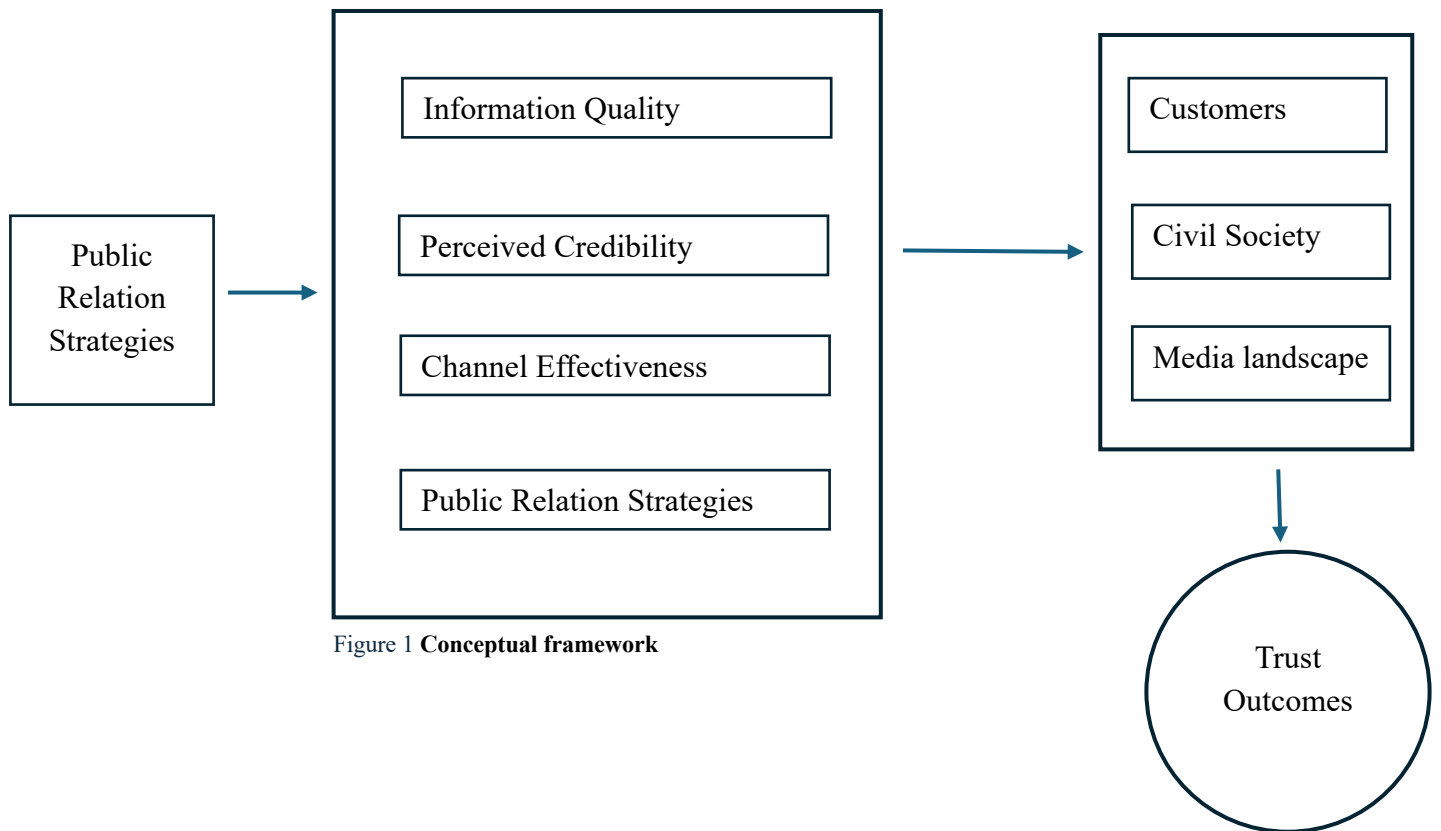 Public
Relation
Strategies
Information Quality
Perceived Credibility
Channel Effectiveness
Public Relation Strategies
Figure 1 Conceptual framework
Customers
Civil Society
Media landscape
Trust
Outcomes